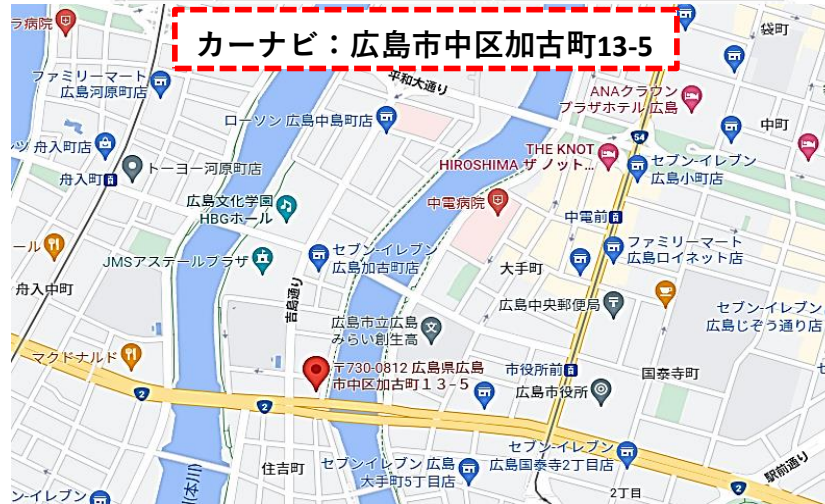 カーナビ：広島市中区加古町13-5
ラ病院
袋町
ファミリーマート
広島河原町店
平和大通り
ANAクラウン
プラザホテル広島
ローソン 広島中島町店
中町
54
舟入町店
トーヨー河原町店
THE KNOT
HIROSHIMA ザ ノット...
セブン-イレブン
広島小町店
舟入町
広島文化学園
HBGホール
中電病院
中電前
ール
JMSアステールプラザ
セブン-イレブン
広島加古町店
ファミリーマート
広島ロイネット店
大手町
舟入中町
吉島通り
広島中央郵便局
セブン-イレブン
広島じぞう通り店
広島市立広島
みらい創生高
マクドナルド
〒730-0812 広島県広島
市中区加古町１３−５
市役所前
国泰寺町
広島市役所
2
2
住吉町
セブン-イレブン 広島
大手町5丁目店
セブン-イレブン
広島国泰寺2丁目店
駅前通り
(本川)
2丁目
2
ン-イレブン